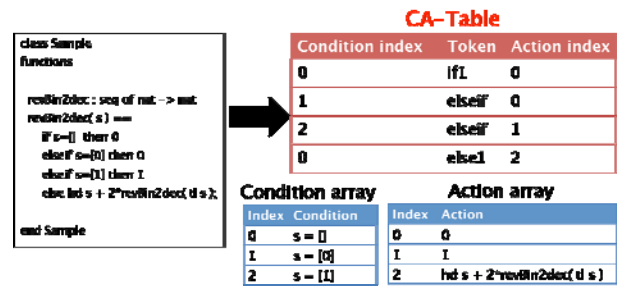 class Sample
functions
revBin2dec : seq of nat -> nat
revBin2dec( s ) ==
if s=[] then 0
elseif s=[0] then 0
elseif s=[1] then 1
else hd s + 2*revBin2dec( tl s );
end Sample
CA-Table
Condition index Token Action index
0 if1 0
1 elseif 0
2 elseif 1
0 else1 2
Condition array
Index Condition
0 s = []
1 s = [0]
2 s = [1]
Action array
Index Action
0 0
1 1
2 hd s + 2*revBin2dec( tl s )